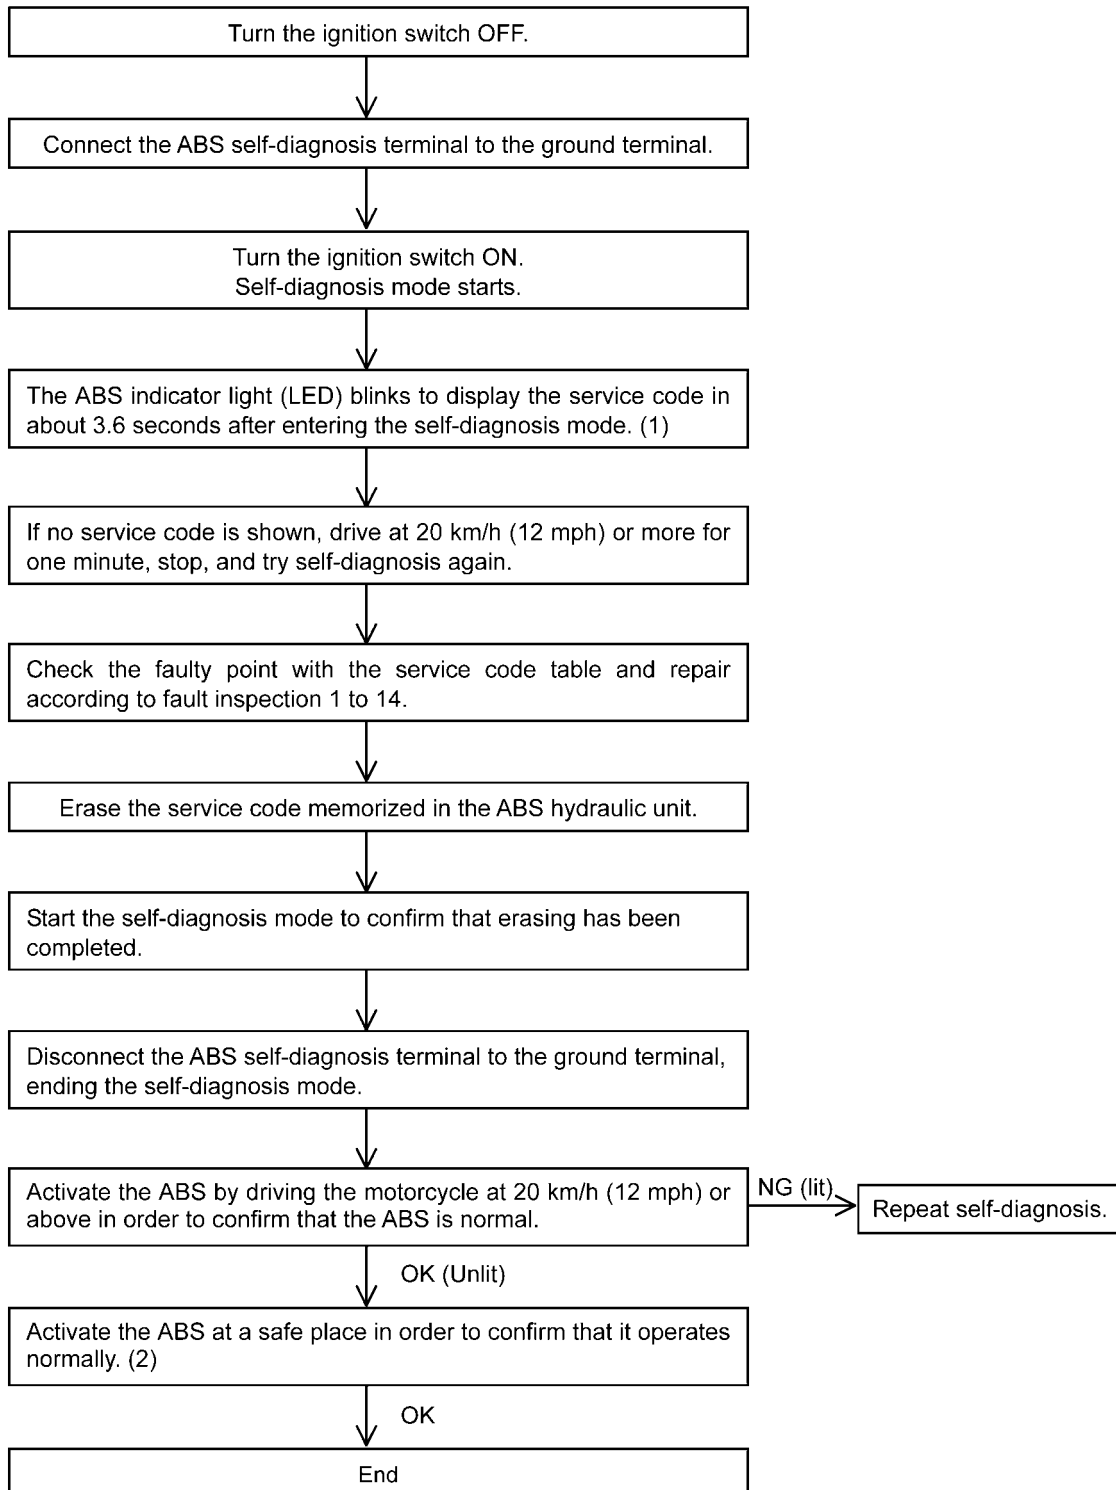 Turn the ignition switch OFF.
Connect the ABS self-diagnosis terminal to the ground terminal.
Turn the ignition switch ON.
Self-diagnosis mode starts.
The ABS indicator light (LED) blinks to display the service code in
about 3.6 seconds after entering the self-diagnosis mode. (1)
If no service code is shown, drive at 20 km/h (12 mph) or more for
one minute, stop, and try self-diagnosis again.
Check the faulty point with the service code table and repair
according to fault inspection 1 to 14.
Erase the service code memorized in the ABS hydraulic unit.
Start the self-diagnosis mode to confirm that erasing has been
completed.
Disconnect the ABS self-diagnosis terminal to the ground terminal,
ending the self-diagnosis mode.
Activate the ABS by driving the motorcycle at 20 km/h (12 mph) or
above in order to confirm that the ABS is normal.
NG (lit)
Repeat self-diagnosis.
OK (Unlit)
Activate the ABS at a safe place in order to confirm that it operates
normally. (2)
OK
End